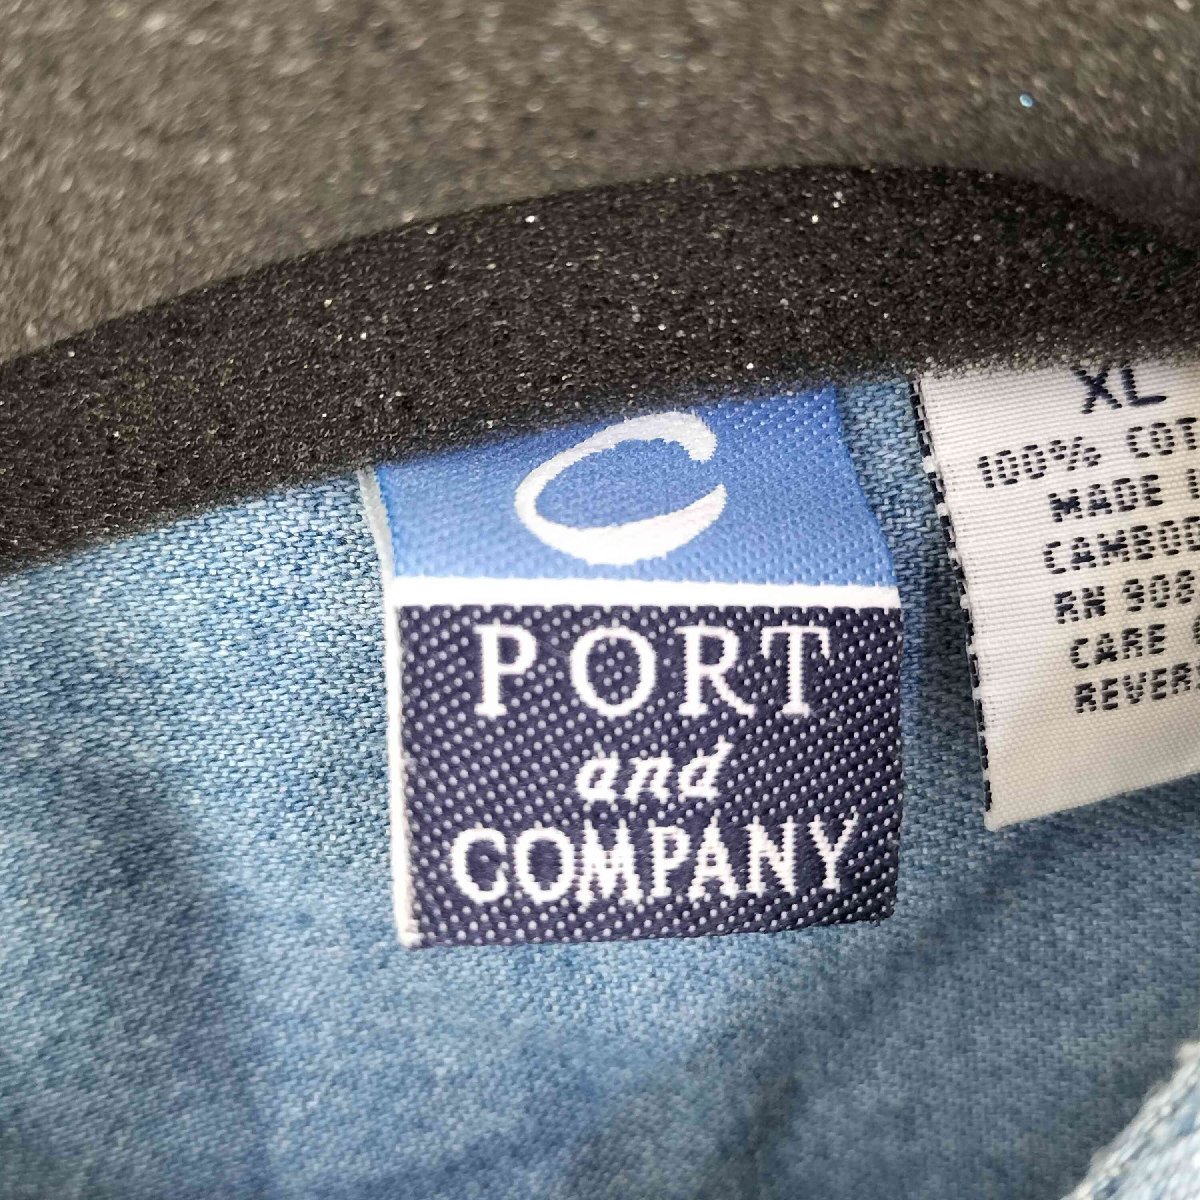 C
PORT
and
COMPANY
XL
100% COT
MADE
CAMBOD
RN 908
CARE
REVER